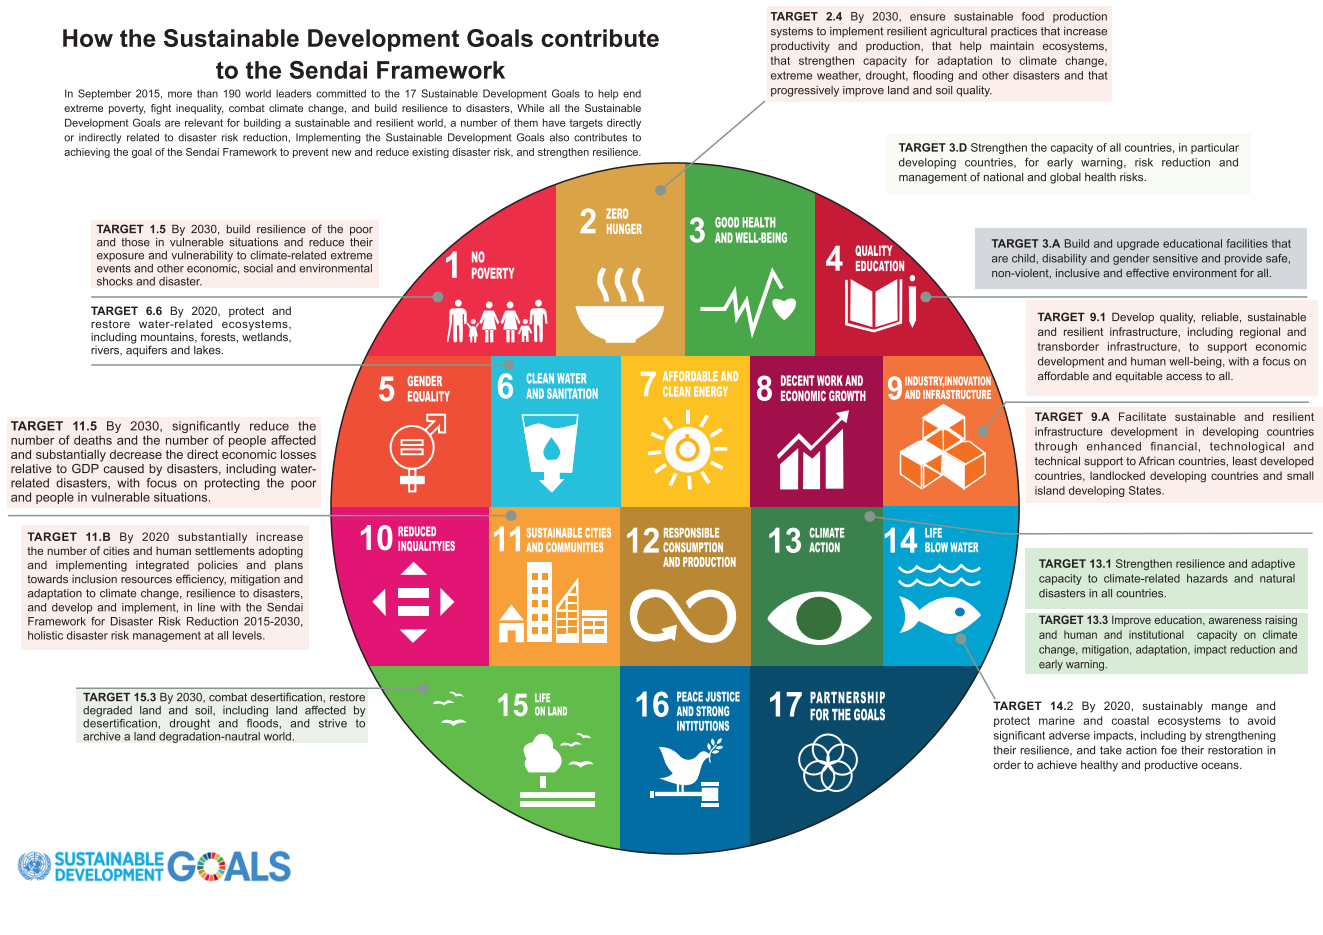 How the Sustainable Development Goals contribute
to the Sendai Framework
In September 2015, more than 190 world leaders committed to the 17 Sustainable Development Goals to help end
extreme poverty, fight inequality, combat climate change, and build resilience to disasters, While all the Sustainable
Development Goals are relevant for building a sustainable and resilient world, a number of them have targets directly
or indirectly related to disaster risk reduction, Implementing the Sustainable Development Goals also contributes to
achieving the goal of the Sendai Framework to prevent new and reduce existing disaster risk, and strengthen resilience.
TARGET 2.4 By 2030, ensure sustainable food production
systems to implement resilient agricultural practices that increase
productivity and production, that help maintain ecosystems,
that strengthen capacity for adaptation to climate change,
extreme weather, drought, flooding and other disasters and that
progressively improve land and soil quality.
TARGET 3.D Strengthen the capacity of all countries, in particular
developing countries, for early warning, risk reduction and
management of national and global health risks.
TARGET 1.5 By 2030, build resilience of the poor
and those in vulnerable situations and reduce their
exposure and vulnerability to climate-related extreme
events and other economic, social and environmental
shocks and disaster.
TARGET 6.6 By 2020, protect and
restore water-related ecosystems,
including mountains, forests, wetlands,
rivers, aquifers and lakes.
TARGET 11.5 By 2030, significantly reduce the
number of deaths and the number of people affected
and substantially decrease the direct economic losses
relative to GDP caused by disasters, including water-
related disasters, with focus on protecting the poor
and people in vulnerable situations.
TARGET 11.B By 2020 substantially increase
the number of cities and human settlements adopting
and implementing integrated policies and plans
towards inclusion resources efficiency, mitigation and
adaptation to climate change, resilience to disasters,
and develop and implement, in line with the Sendai
Framework for Disaster Risk Reduction 2015-2030,
holistic disaster risk management at all levels.
TARGET 15.3 By 2030, combat desertification, restore
degraded land and soil, including land affected by
desertification, drought and floods, and strive to
archive a land degradation-nautral world.
1 NO
POVERTY
2 ZERO
HUNGER
3 GOOD HEALTH
AND WELL-BEING
4 QUALITY
EDUCATION
5 GENDER
EQUALITY
6 CLEAN WATER
AND SANITATION
7 AFFORDABLE AND
CLEAN ENERGY
8 DECENT WORK AND
ECONOMIC GROWTH
9 INDUSTRY,INNOVATION
AND INFRASTRUCTURE
10 REDUCED
INQUALITYIES
11 SUSTAINABLE CITIES
AND COMMUNITIES
12 RESPONSIBLE
CONSUMPTION
AND PRODUCTION
13 CLIMATE
ACTION
14 LIFE
BLOW WATER
15 LIFE
ON LAND
16 PEACE JUSTICE
AND STRONG
INTITUTIONS
17 PARTNERSHIP
FOR THE GOALS
TARGET 3.A Build and upgrade educational facilities that
are child, disability and gender sensitive and provide safe,
non-violent, inclusive and effective environment for all.
TARGET 9.1 Develop quality, reliable, sustainable
and resilient infrastructure, including regional and
transborder infrastructure, to support economic
development and human well-being, with a focus on
affordable and equitable access to all.
TARGET 9.A Facilitate sustainable and resilient
infrastructure development in developing countries
through enhanced financial, technological and
technical support to African countries, least developed
countries, landlocked developing countries and small
island developing States.
TARGET 13.1 Strengthen resilience and adaptive
capacity to climate-related hazards and natural
disasters in all countries.
TARGET 13.3 Improve education, awareness raising
and human and institutional capacity on climate
change, mitigation, adaptation, impact reduction and
early warning.
TARGET 14.2 By 2020, sustainably mange and
protect marine and coastal ecosystems to avoid
significant adverse impacts, including by strengthening
their resilience, and take action foe their restoration in
order to achieve healthy and productive oceans.
SUSTAINABLE
DEVELOPMENT GOALS